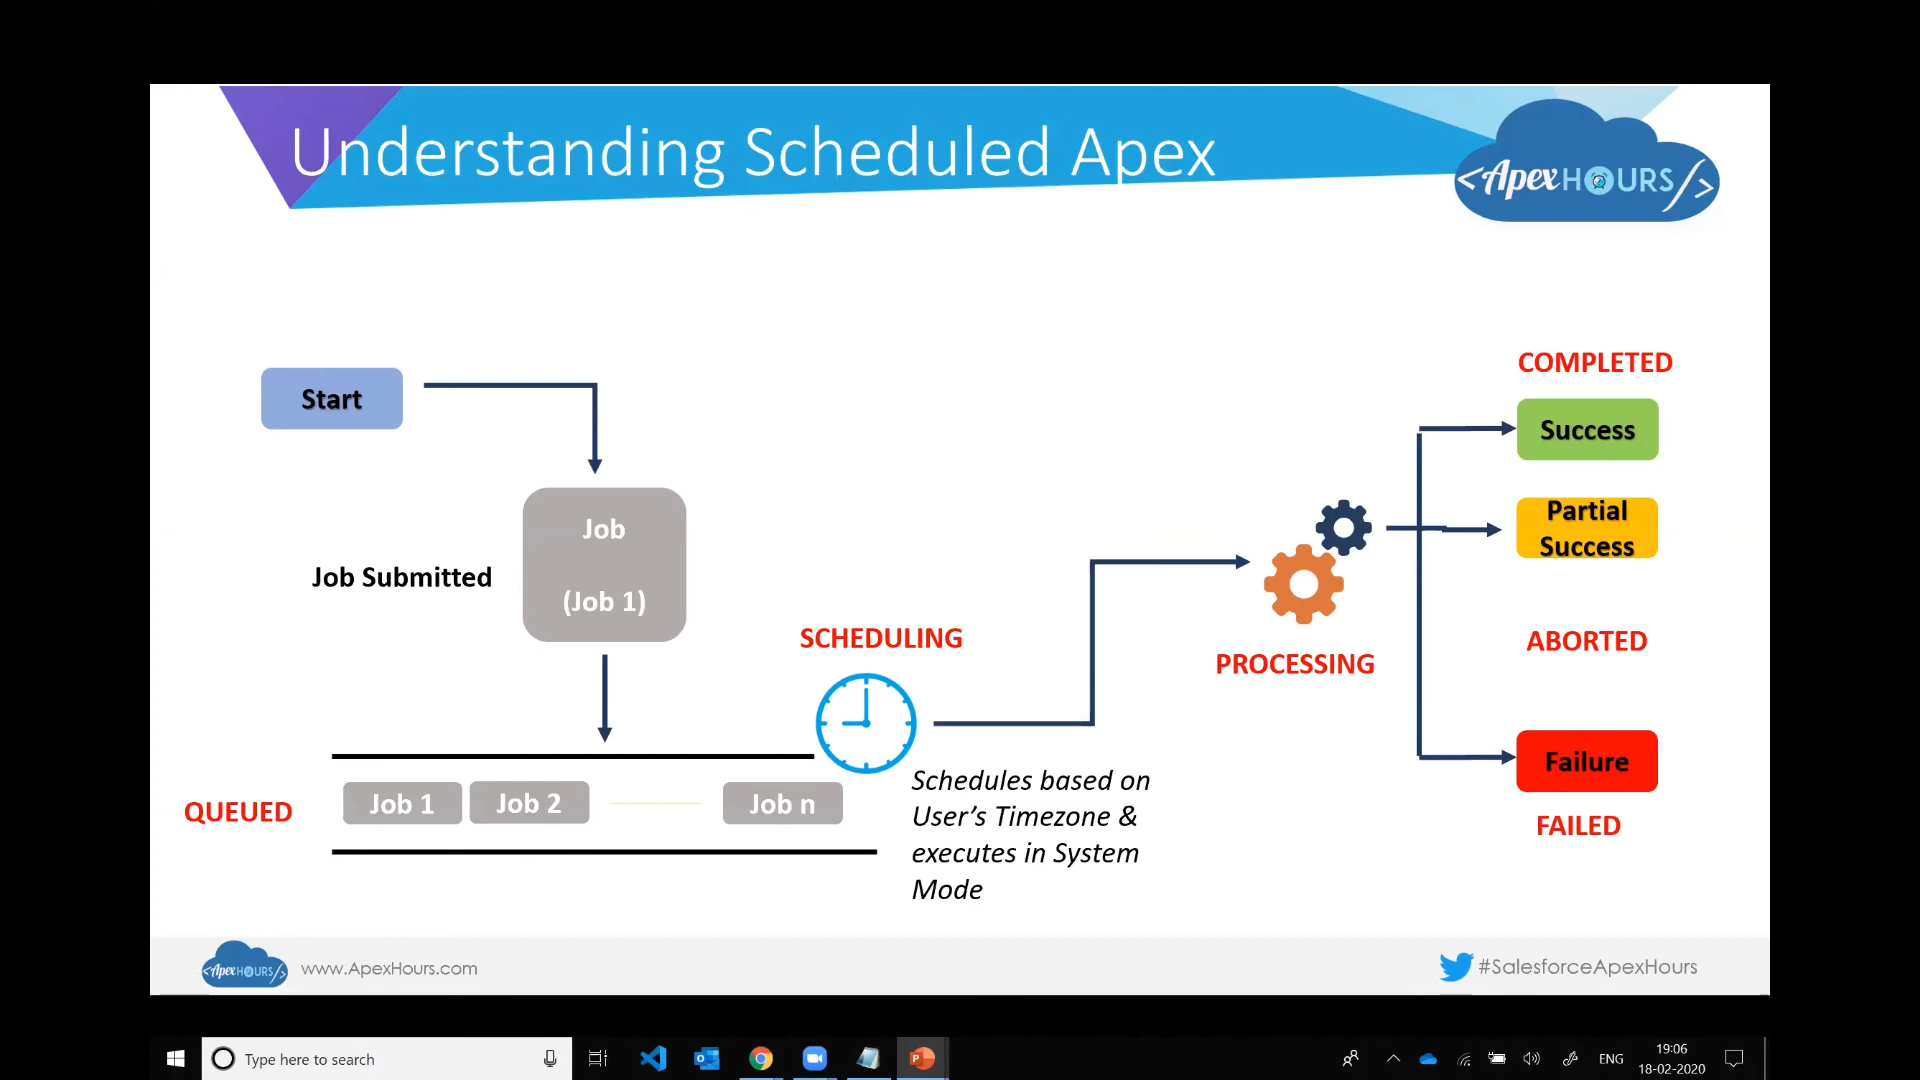 Understanding Scheduled Apex
<ApexHOURS/>
COMPLETED
Start
Success
Partial
Success
Job
(Job 1)
Job Submitted
SCHEDULING
PROCESSING
ABORTED
Failure
FAILED
QUEUED
Job 1
Job 2
Job n
Schedules based on
User’s Timezone &
executes in System
Mode
<ApexHOURS/>
www.ApexHours.com
#SalesforceApexHours
Type here to search
ENG
19:06
18-02-2020